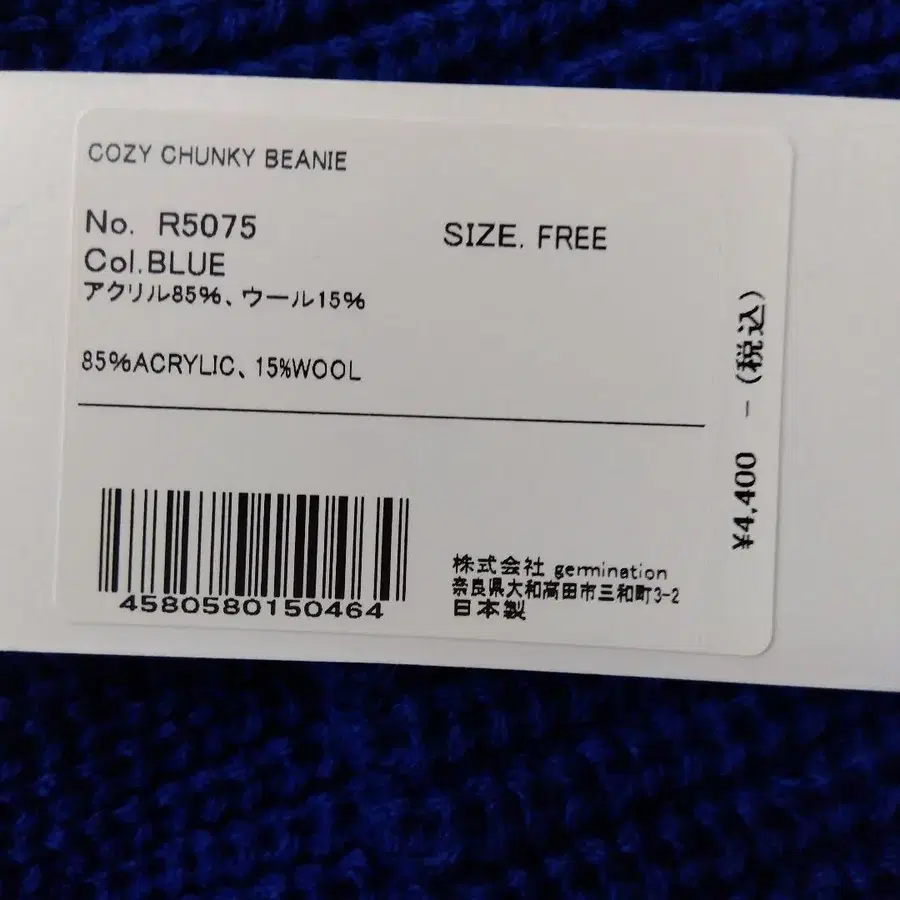 COZY CHUNKY BEANIE
No. R5075
SIZE. FREE
Col.BLUE
アクリル85%、ウール15%
85%ACRYLIC、15%WOOL
¥4,400 －（税込）
4580580150464
株式会社 germination
奈良県大和高田市三和町3-2
日本製